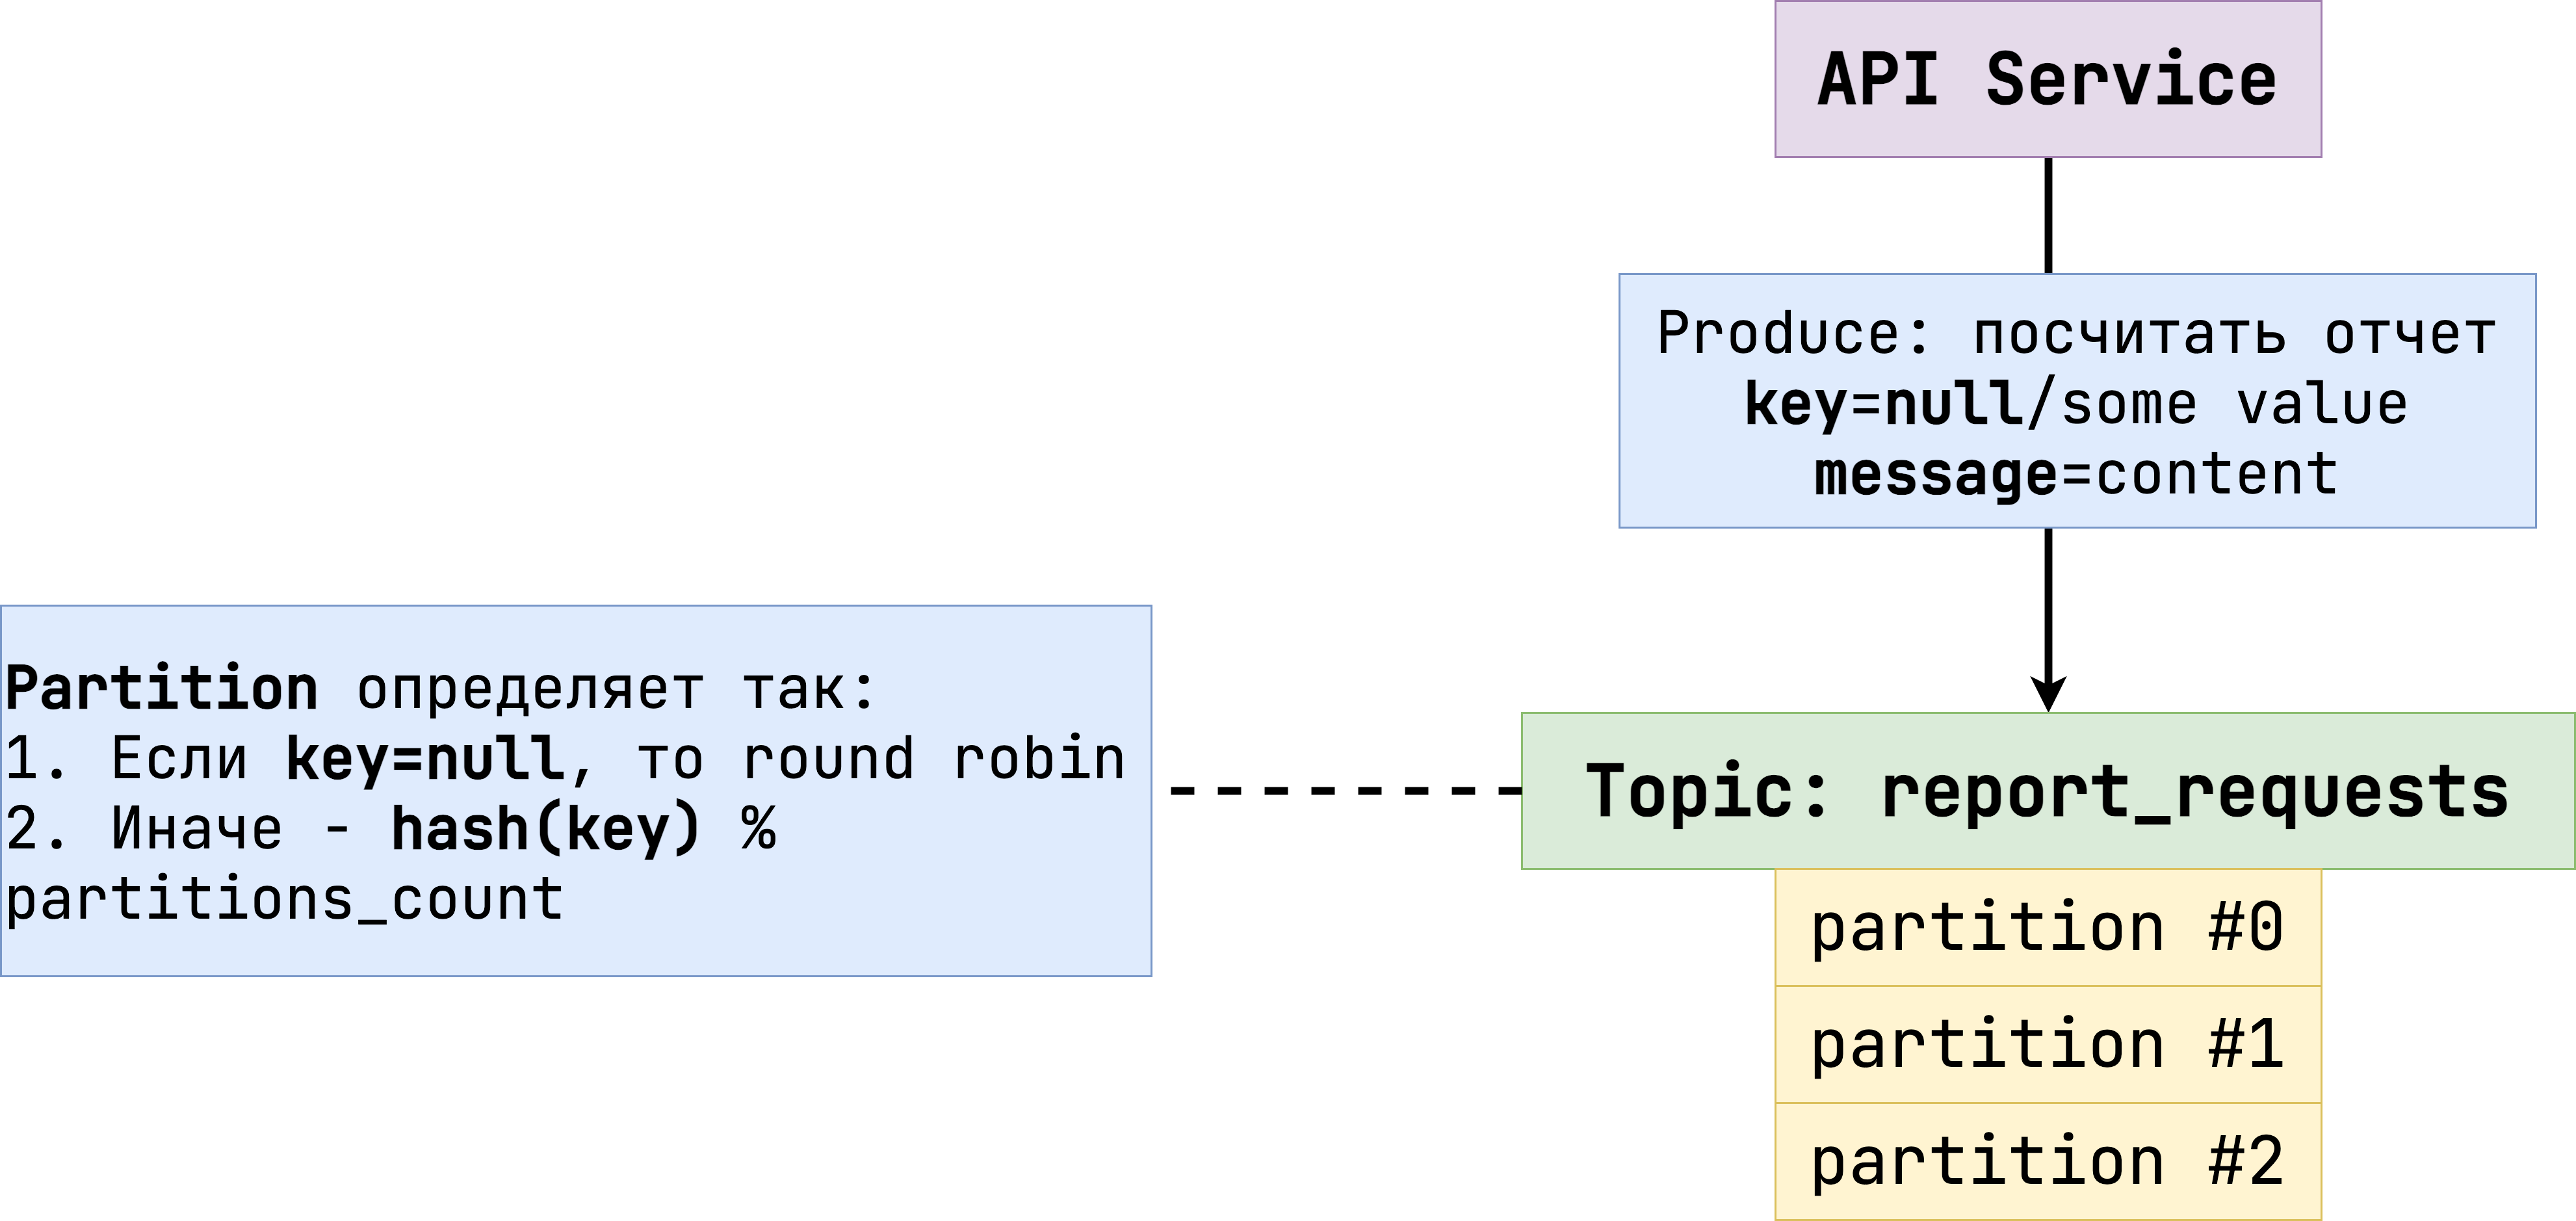 API Service
Produce: посчитать отчет
key=null/some value
message=content
Partition определяет так:
1. Если key=null, то round robin
2. Иначе - hash(key) %
partitions_count
Topic: report_requests
partition #0
partition #1
partition #2